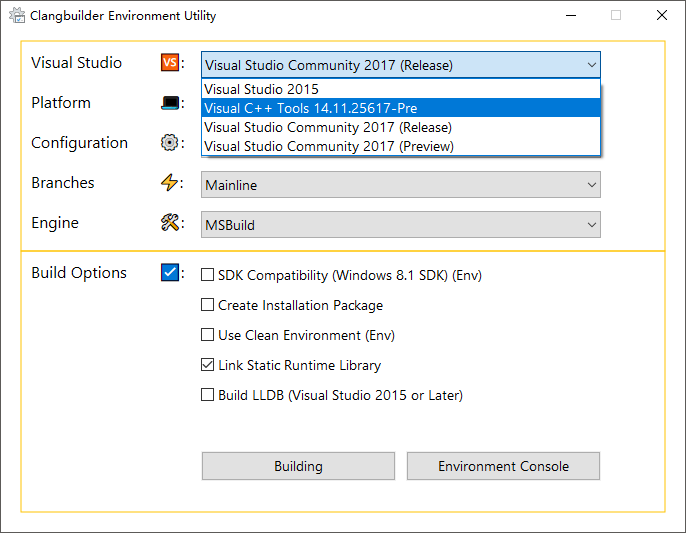 Clangbuilder Environment Utility
Visual Studio VS : Visual Studio Community 2017 (Release)
Visual Studio 2015
Platform :
Visual C++ Tools 14.11.25617-Pre
Visual Studio Community 2017 (Release)
Configuration :
Visual Studio Community 2017 (Preview)
Branches : Mainline
Engine : MSBuild
Build Options : SDK Compatibility (Windows 8.1 SDK) (Env)
Create Installation Package
Use Clean Environment (Env)
Link Static Runtime Library
Build LLDB (Visual Studio 2015 or Later)
Building Environment Console